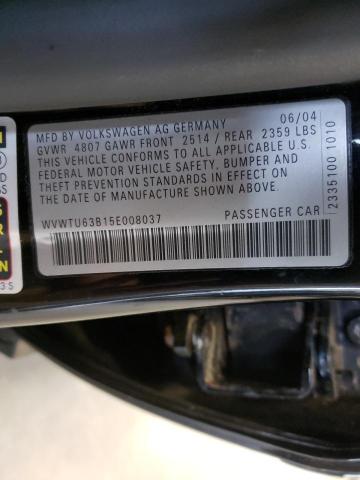 MFD BY VOLKSWAGEN AG GERMANY 06/04
GVWR 4807 GAWR FRONT 2514 / REAR 2359 LBS
THIS VEHICLE CONFORMS TO ALL APPLICABLE U.S.
FEDERAL MOTOR VEHICLE SAFETY, BUMPER AND
THEFT PREVENTION STANDARDS IN EFFECT ON
THE DATE OF MANUFACTURE SHOWN ABOVE.
WVWTU63B15E008037 PASSENGER CAR
2335100 1010